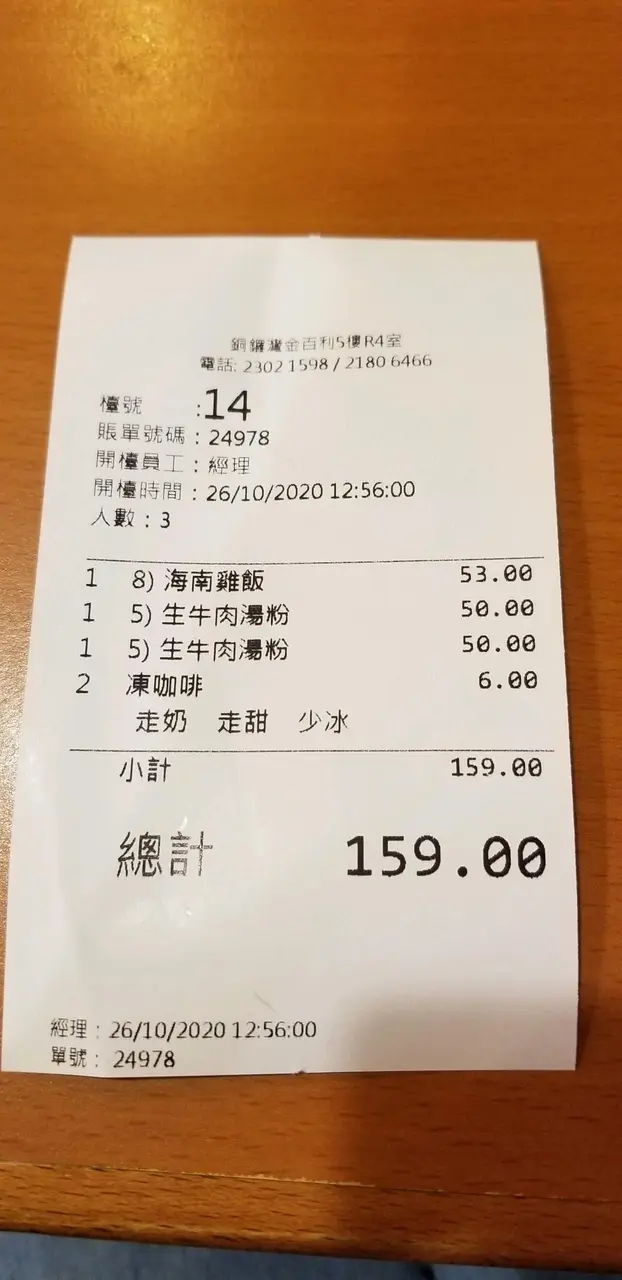 銅鑼灣金百利5樓R4室
電話: 2302 1598 / 2180 6466
檯號 :14
賬單號碼 : 24978
開檯員工 : 經理
開檯時間 : 26/10/2020 12:56:00
人數 : 3
1 8) 海南雞飯 53.00
1 5) 生牛肉湯粉 50.00
1 5) 生牛肉湯粉 50.00
2 凍咖啡 6.00
走奶 走甜 少冰
小計 159.00
總計 159.00
經理 : 26/10/2020 12:56:00
單號 : 24978